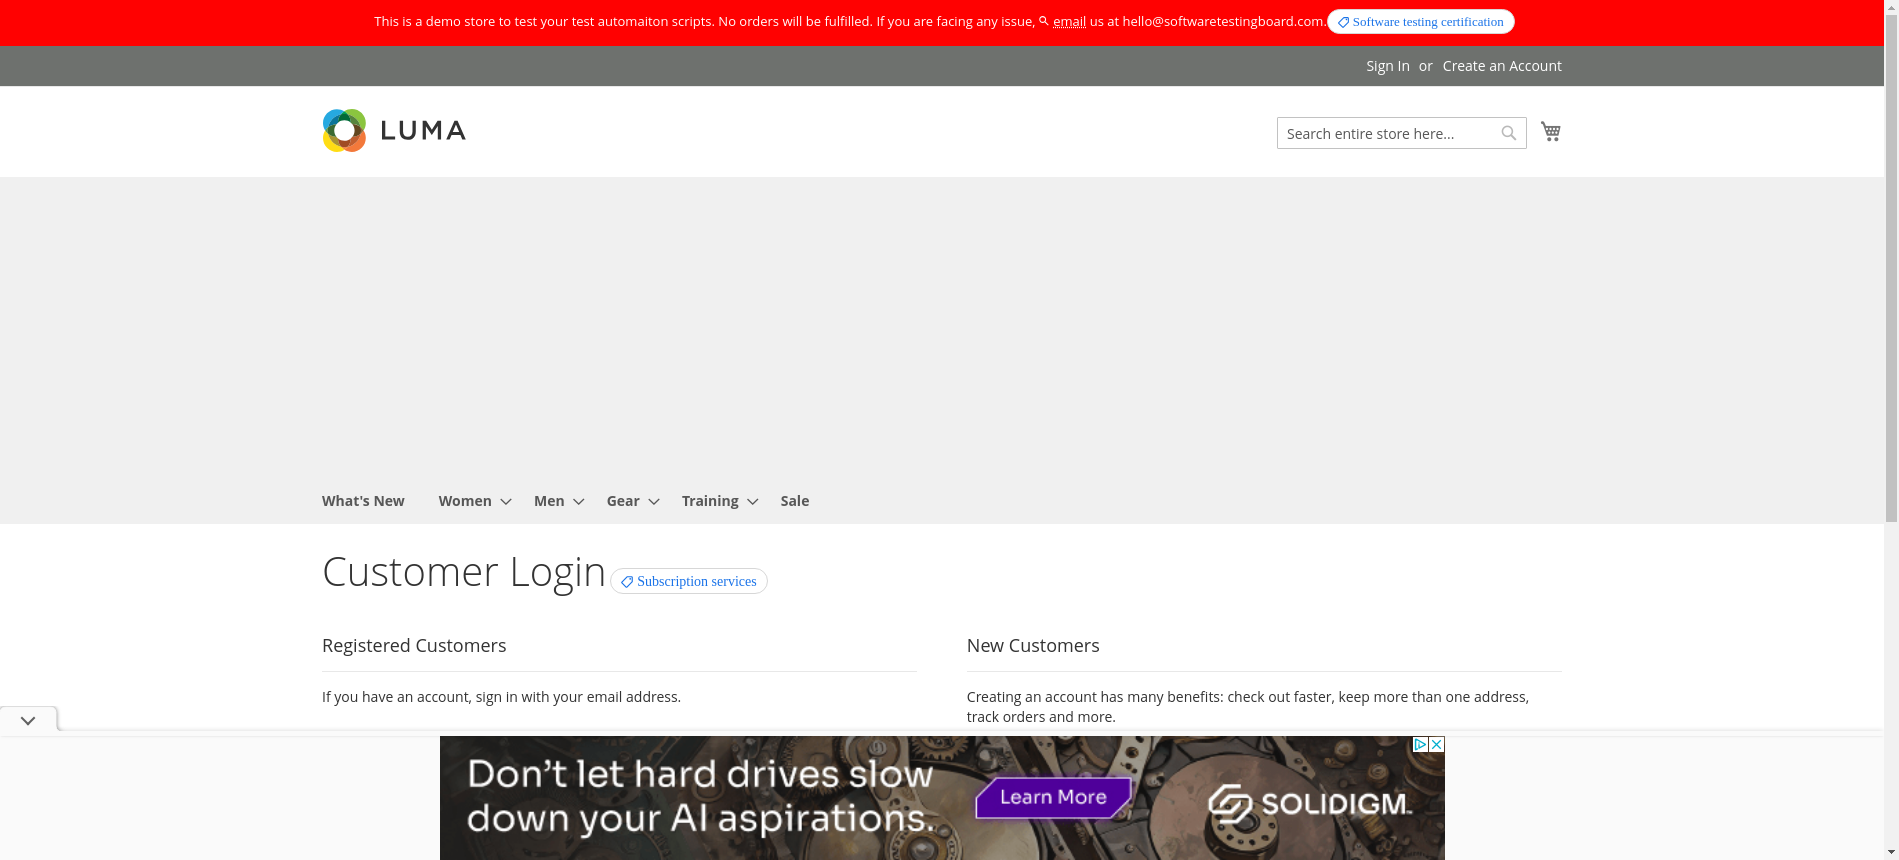 This is a demo store to test your test automaiton scripts. No orders will be fulfilled. If you are facing any issue, email us at hello@softwaretestingboard.com. Software testing certification
Sign In or Create an Account
LUMA
Search entire store here...
What's New Women Men Gear Training Sale
Customer Login Subscription services
Registered Customers
If you have an account, sign in with your email address.
New Customers
Creating an account has many benefits: check out faster, keep more than one address,
track orders and more.
Don't let hard drives slow
down your AI aspirations.
Learn More
SOLIDIGM